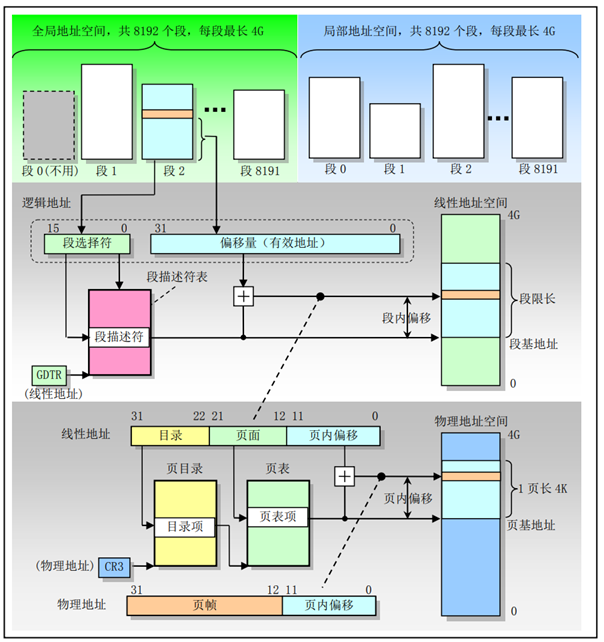 全局地址空间，共 8192 个段，每段最长 4G
局部地址空间，共 8192 个段，每段最长 4G
段 0(不用)
段 1
段 2
段 8191
段 0
段 1
段 2
段 8191
逻辑地址
15
0
31
0
段选择符
偏移量（有效地址）
线性地址空间
4G
段描述符表
段限长
段内偏移
段描述符
段基地址
GDTR
(线性地址)
0
31
22
21
12
11
0
线性地址
目录
页面
页内偏移
物理地址空间
4G
页目录
页表
1 页长 4K
页内偏移
目录项
页表项
页基地址
(物理地址)
CR3
31
12
11
0
物理地址
页帧
页内偏移
0